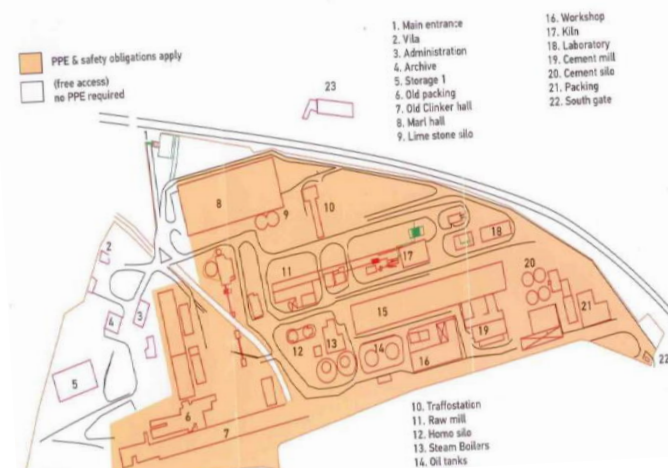 PPE & safety obligations apply
(free access)
no PPE required
1. Main entrance
2. Vila
3. Administration
4. Archive
5. Storage 1
6. Old packing
7. Old Clinker hall
8. Marl hall
9. Lime stone silo
16. Workshop
17. Kiln
18. Laboratory
19. Cement mill
20. Cement silo
21. Packing
22. South gate
23
1
8
9
10
2
11
17
18
20
3
4
15
21
12
13
14
19
16
22
5
6
7
10. Traffostation
11. Raw mill
12. Homo silo
13. Steam Boilers
14. Oil tanks